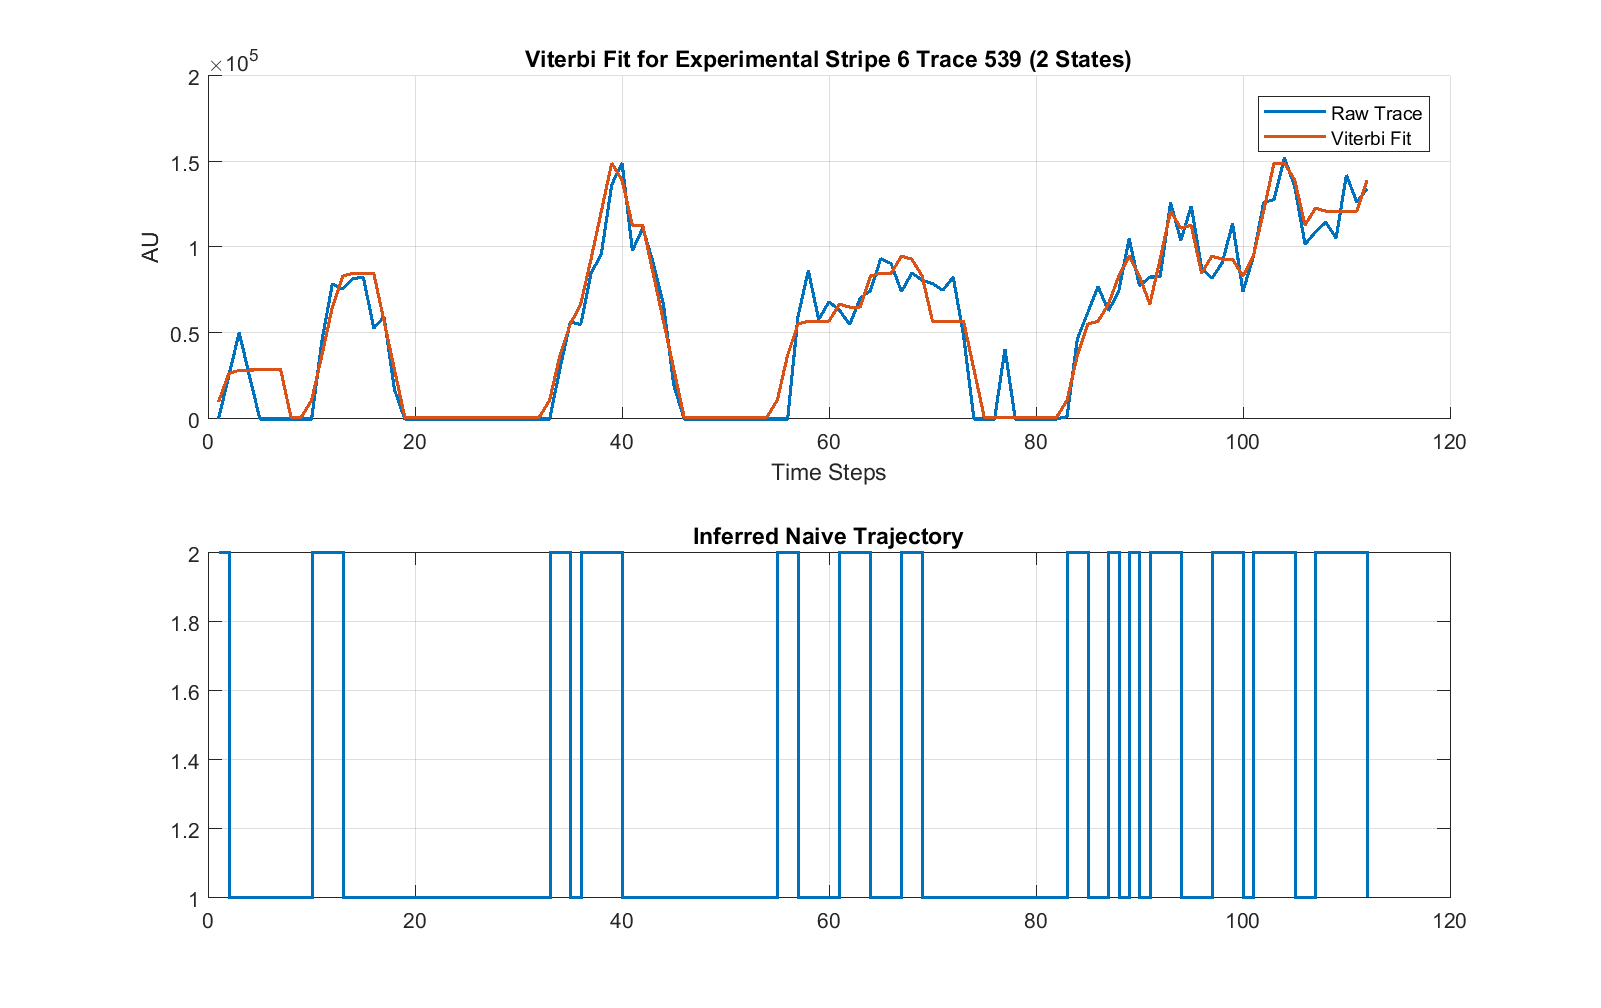 Viterbi Fit for Experimental Stripe 6 Trace 539 (2 States)
×10^5
2
1.5
1
0.5
0
AU
Raw Trace
Viterbi Fit
0 20 40 60 80 100 120
Time Steps
Inferred Naive Trajectory
2
1.8
1.6
1.4
1.2
1
0 20 40 60 80 100 120